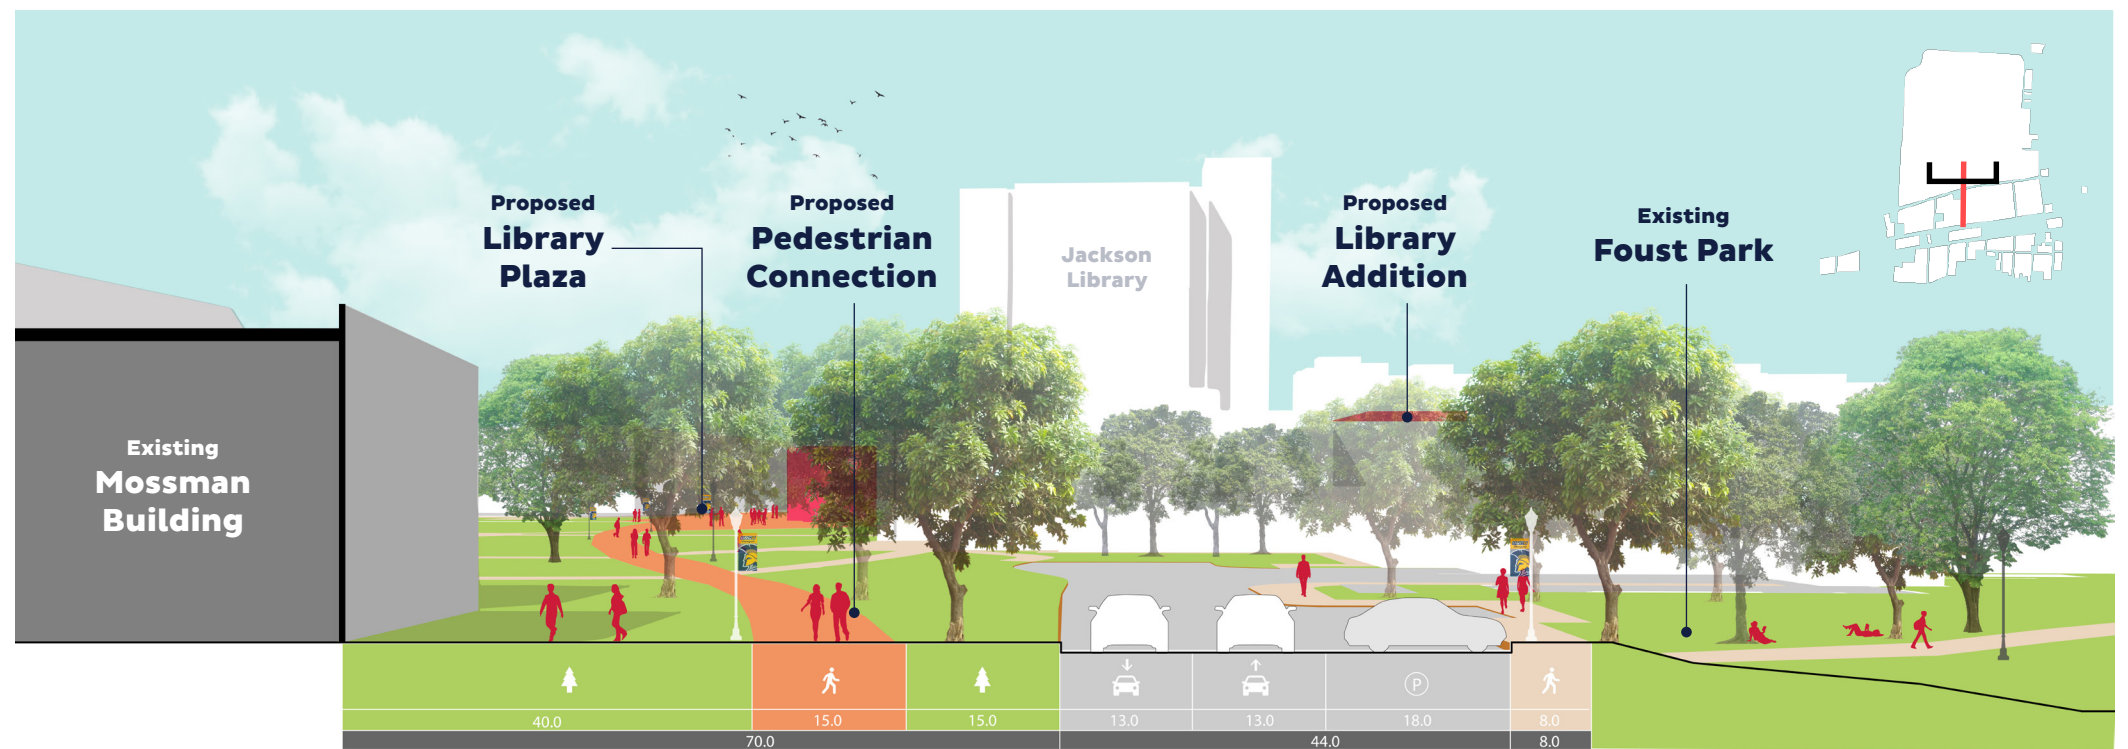 Proposed
Library
Plaza
Proposed
Pedestrian
Connection
Jackson
Library
Proposed
Library
Addition
Existing
Foust Park
Existing
Mossman
Building
P
40.0
15.0
15.0
13.0
13.0
18.0
8.0
70.0
44.0
8.0